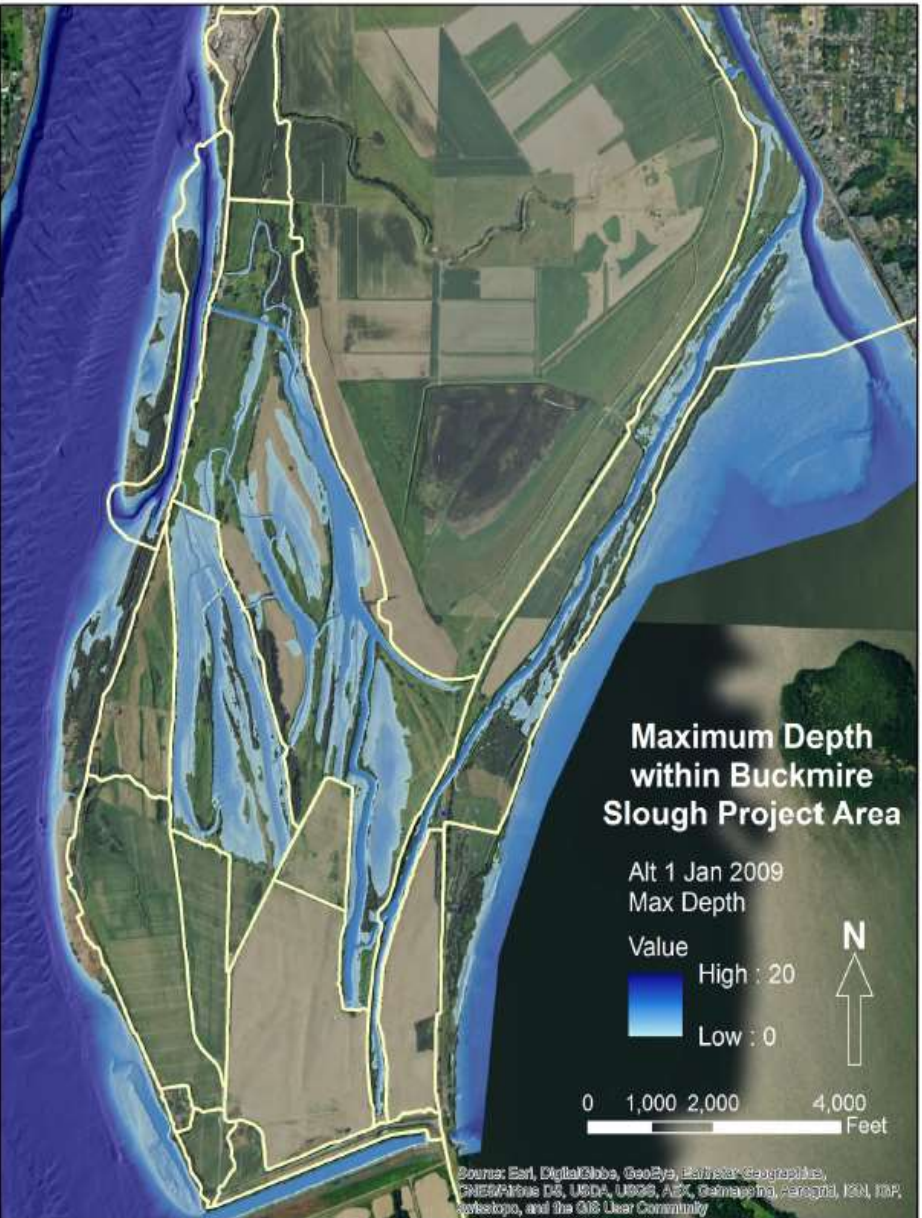 Maximum Depth
within Buckmire
Slough Project Area
Alt 1 Jan 2009
Max Depth
Value
High : 20
Low : 0
N
0 1,000 2,000 4,000
Feet
Source: Esri, DigitalGlobe, GeoEye, Earthstar Geographics,
CNES/Airbus DS, USDA, USGS, AEX, Getmapping, Aerogrid, IGN, IGP,
swisstopo, and the GIS User Community